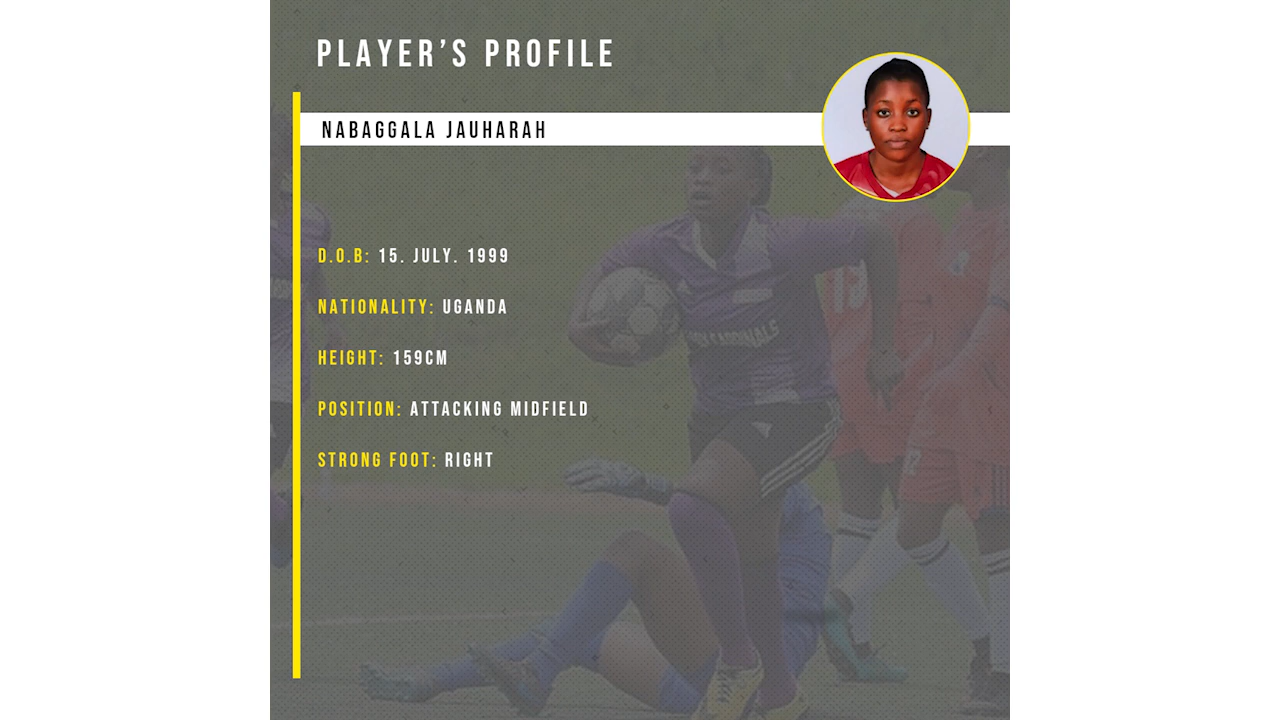 PLAYER’S PROFILE
NABAGGALA JAUHARAH
D.O.B: 15. JULY. 1999
NATIONALITY: UGANDA
HEIGHT: 159CM
POSITION: ATTACKING MIDFIELD
STRONG FOOT: RIGHT